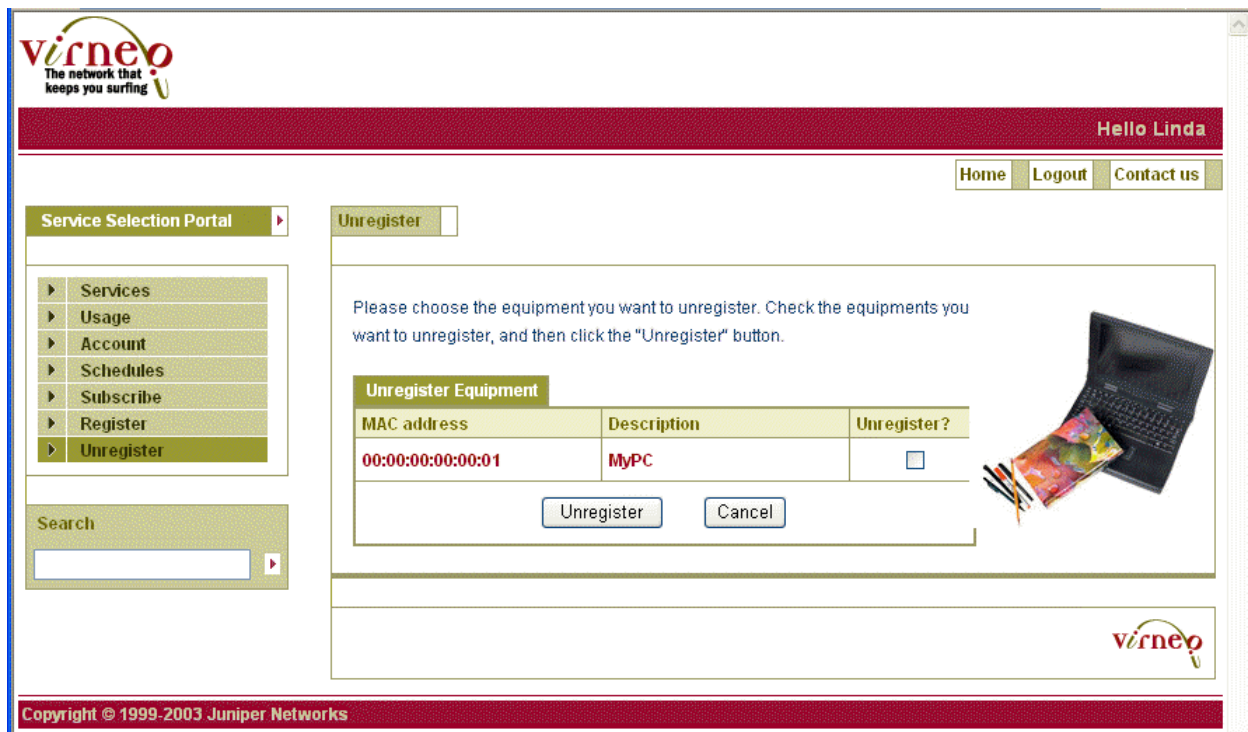 virneo
The network that
keeps you surfing
Hello Linda
Home Logout Contact us
Service Selection Portal
Unregister
Services
Usage
Account
Schedules
Subscribe
Register
Unregister
Search
Please choose the equipment you want to unregister. Check the equipments you
want to unregister, and then click the "Unregister" button.
Unregister Equipment
MAC address Description Unregister?
00:00:00:00:00:01 MyPC
Unregister Cancel
virneo
Copyright © 1999-2003 Juniper Networks